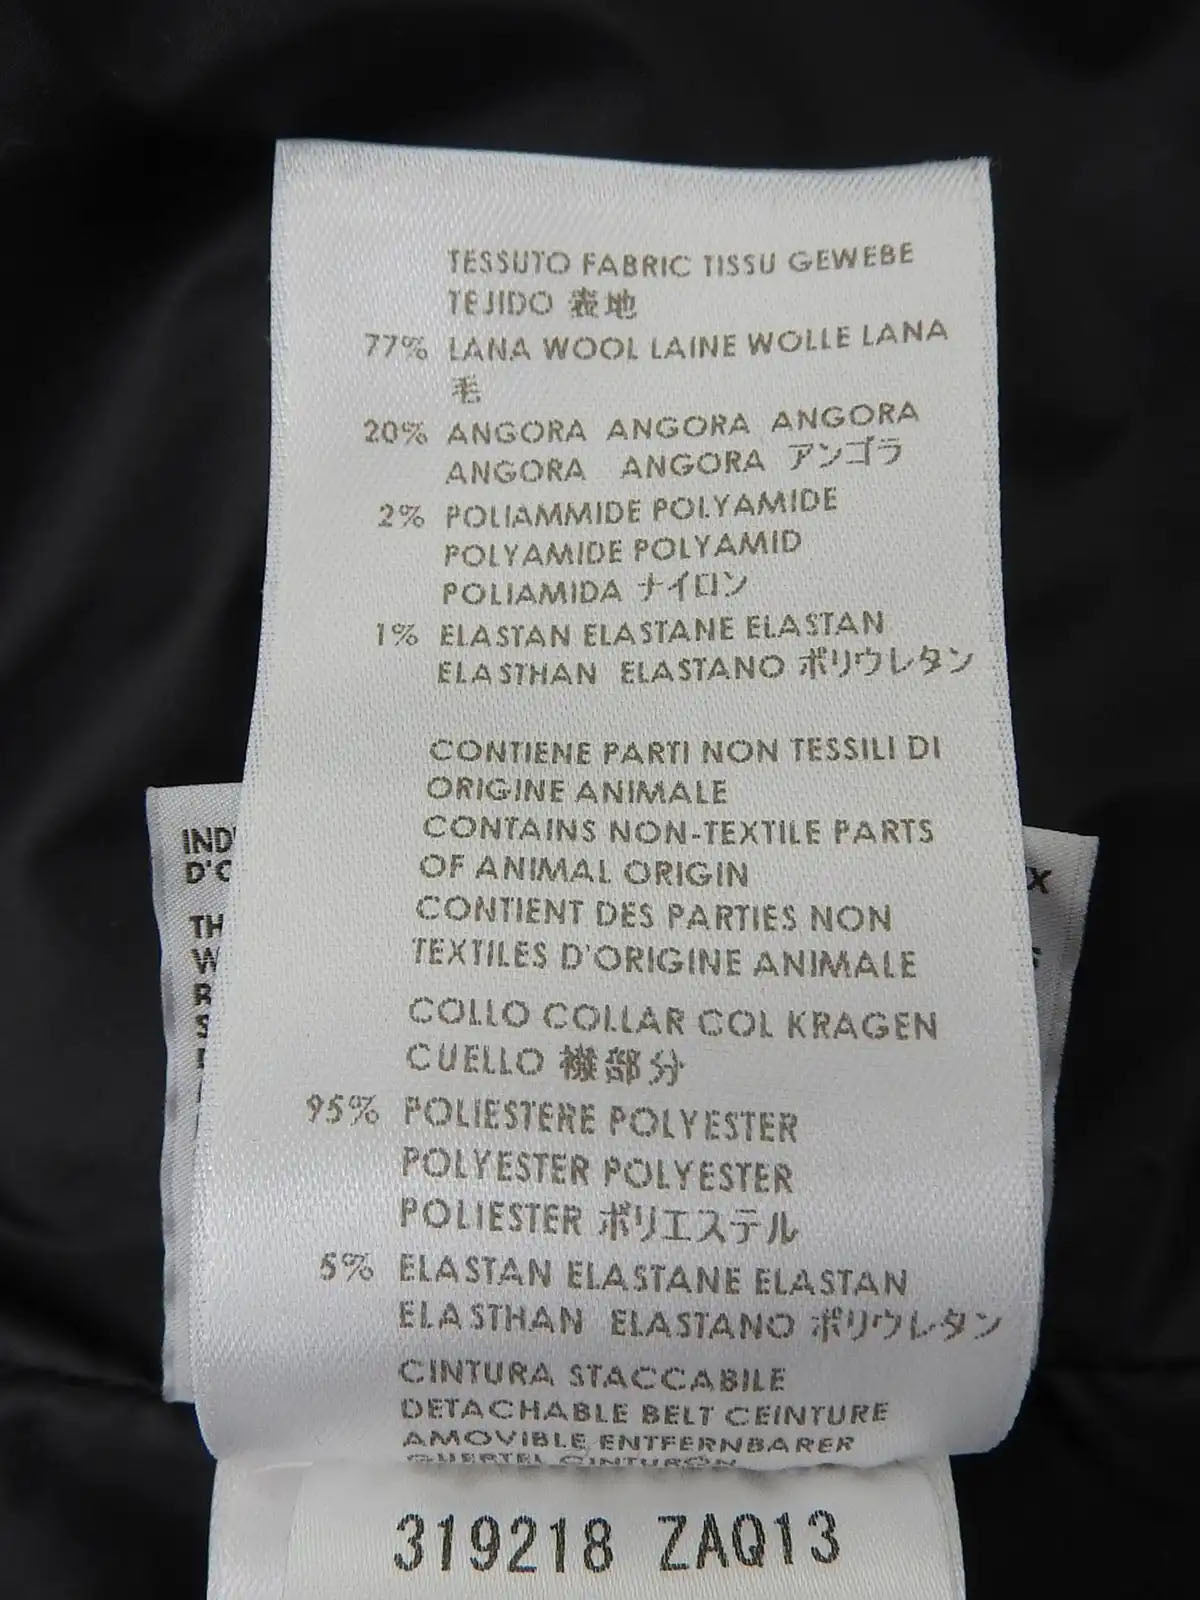 TESSUTO FABRIC TISSU GEWEBE
TEJIDO 表地
77% LANA WOOL LAINE WOLLE LANA
毛
20% ANGORA ANGORA ANGORA
ANGORA ANGORA アンゴラ
2% POLIAMMIDE POLYAMIDE
POLYAMIDE POLYAMID
POLIAMIDA ナイロン
1% ELASTAN ELASTANE ELASTAN
ELASTHAN ELASTANO ポリウレタン
CONTIENE PARTI NON TESSILI DI
ORIGINE ANIMALE
CONTAINS NON-TEXTILE PARTS
OF ANIMAL ORIGIN
CONTIENT DES PARTIES NON
TEXTILES D'ORIGINE ANIMALE
COLLO COLLAR COL KRAGEN
CUELLO 襟部分
95% POLIESTERE POLYESTER
POLYESTER POLYESTER
POLIESTER ポリエステル
5% ELASTAN ELASTANE ELASTAN
ELASTHAN ELASTANO ポリウレタン
CINTURA STACCABILE
DETACHABLE BELT CEINTURE
AMOVIBLE ENTFERNBARER
GUERTEL CINTURÓN
319218 ZAQ13